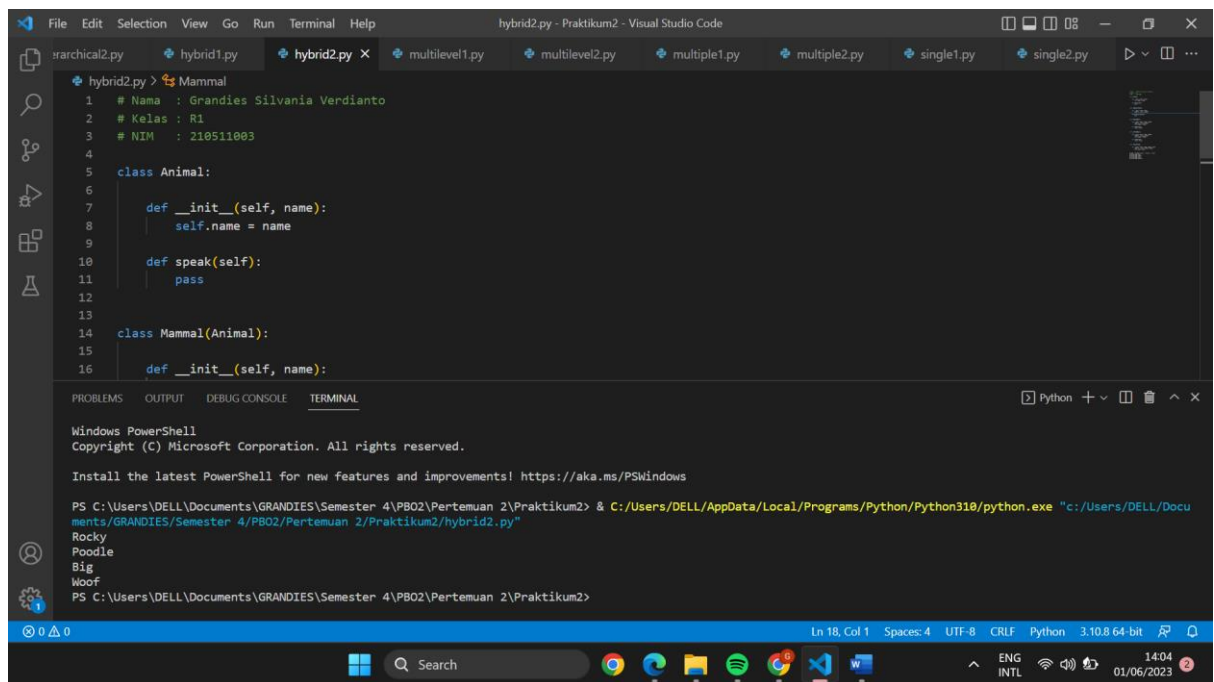 File Edit Selection View Go Run Terminal Help hybrid2.py - Praktikum2 - Visual Studio Code
erarchical2.py hybrid1.py hybrid2.py multilevel1.py multilevel2.py multiple1.py multiple2.py single1.py single2.py
hybrid2.py > Mammal
1 # Nama : Grandies Silvania Verdianto
2 # Kelas : R1
3 # NIM : 210511003
4
5 class Animal:
6
7 def __init__(self, name):
8 self.name = name
9
10 def speak(self):
11 pass
12
13
14 class Mammal(Animal):
15
16 def __init__(self, name):
PROBLEMS OUTPUT DEBUG CONSOLE TERMINAL Python
Windows PowerShell
Copyright (C) Microsoft Corporation. All rights reserved.
Install the latest PowerShell for new features and improvements! https://aka.ms/PSWindows
PS C:\Users\DELL\Documents\GRANDIES\Semester 4\PBO2\Pertemuan 2\Praktikum2> & C:/Users/DELL/AppData/Local/Programs/Python/Python310/python.exe "c:/Users/DELL/Docu
ments/GRANDIES/Semester 4/PBO2/Pertemuan 2/Praktikum2/hybrid2.py"
Rocky
Poodle
Big
Woof
PS C:\Users\DELL\Documents\GRANDIES\Semester 4\PBO2\Pertemuan 2\Praktikum2>
0 0 Ln 18, Col 1 Spaces: 4 UTF-8 CRLF Python 3.10.8 64-bit
Search ENG 14:04
INTL 01/06/2023 2